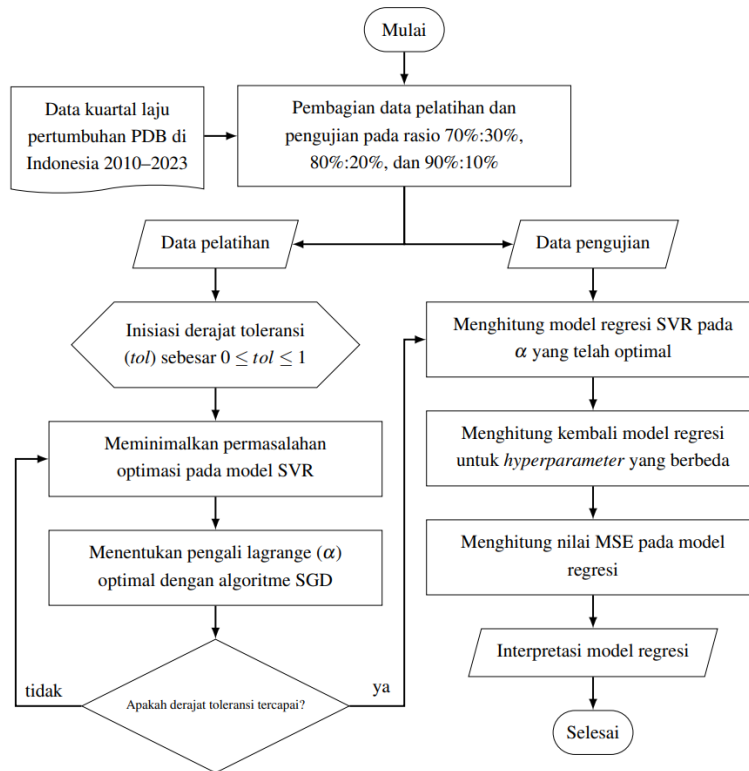 Mulai
Data kuartal laju
pertumbuhan PDB di
Indonesia 2010–2023
Pembagian data pelatihan dan
pengujian pada rasio 70%:30%,
80%:20%, dan 90%:10%
Data pelatihan
Data pengujian
Inisiasi derajat toleransi
(tol) sebesar 0 ≤ tol ≤ 1
Meminimalkan permasalahan
optimasi pada model SVR
Menentukan pengali lagrange (α)
optimal dengan algoritme SGD
Apakah derajat toleransi tercapai?
tidak
ya
Menghitung model regresi SVR pada
α yang telah optimal
Menghitung kembali model regresi
untuk hyperparameter yang berbeda
Menghitung nilai MSE pada model
regresi
Interpretasi model regresi
Selesai